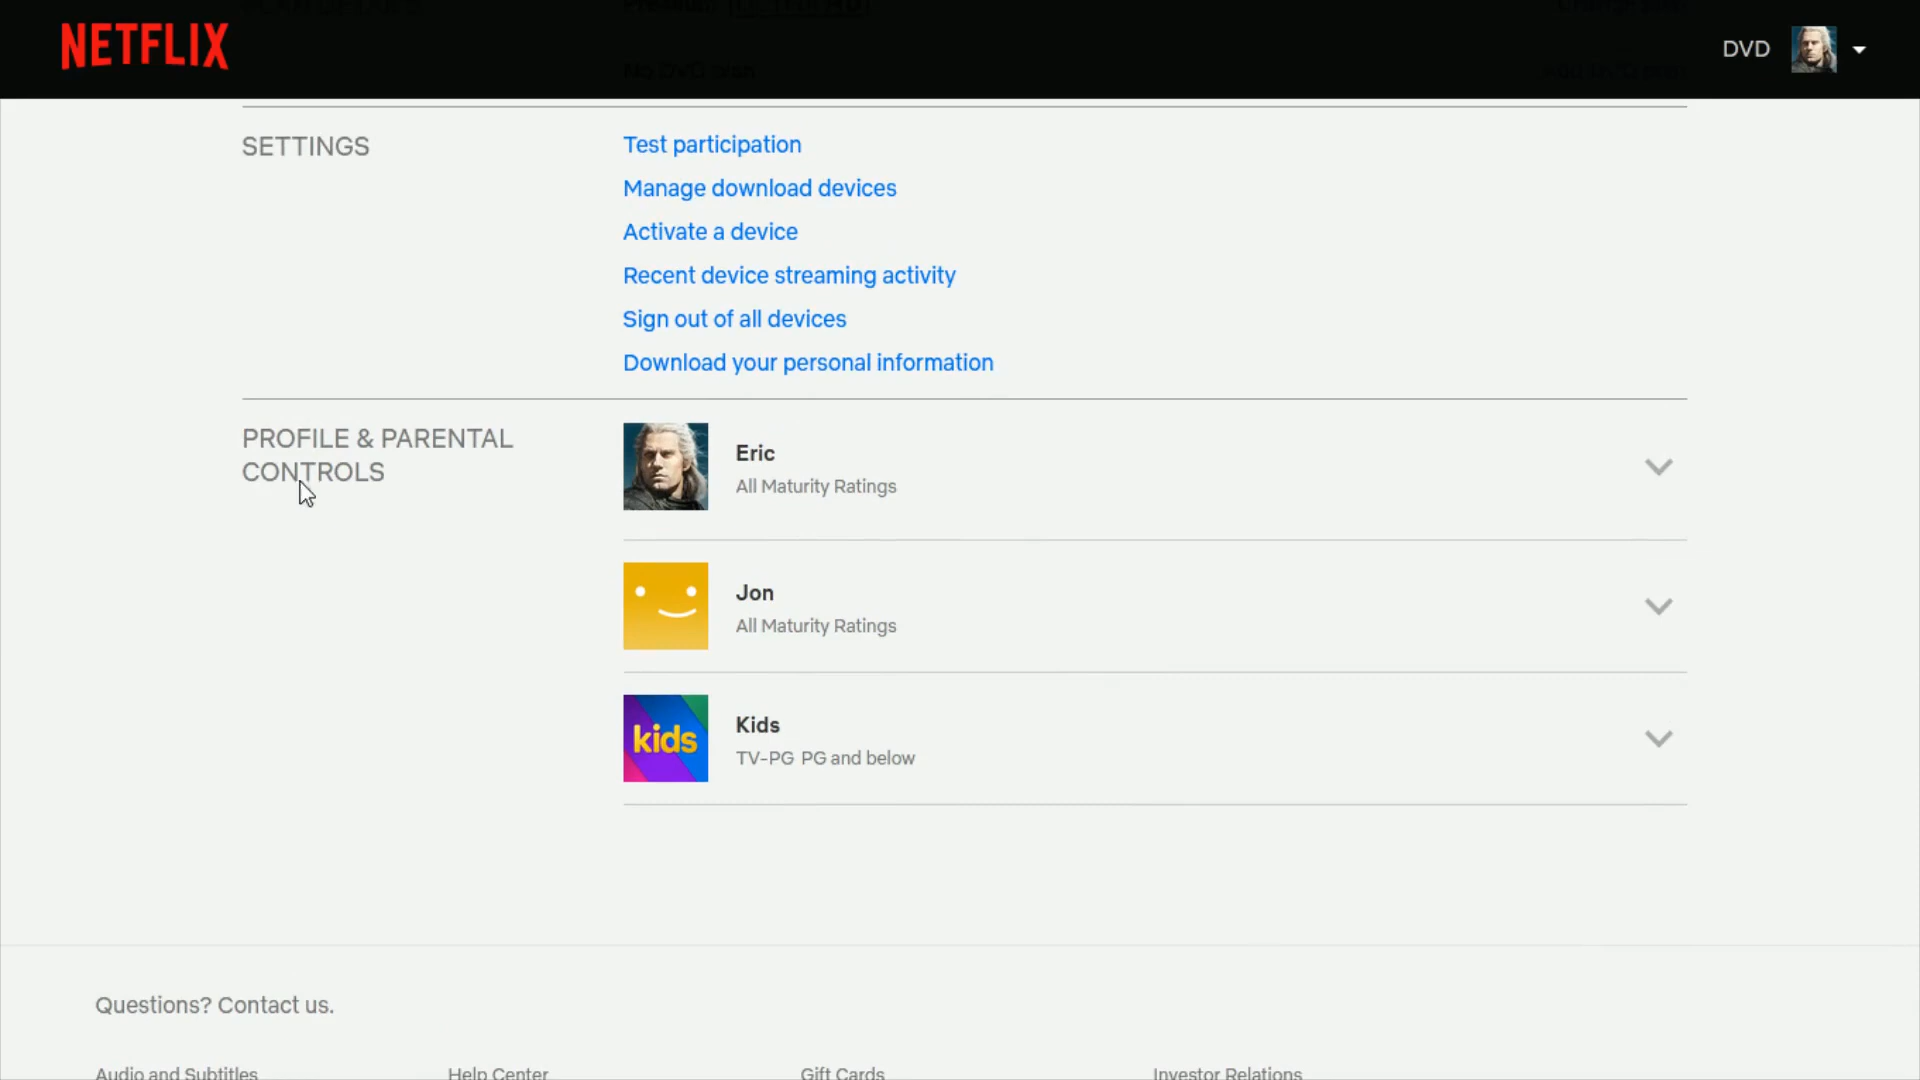 NETFLIX
DVD
SETTINGS
Test participation
Manage download devices
Activate a device
Recent device streaming activity
Sign out of all devices
Download your personal information
PROFILE & PARENTAL
CONTROLS
Eric
All Maturity Ratings
Jon
All Maturity Ratings
kids
Kids
TV-PG PG and below
Questions? Contact us.
Audio and Subtitles
Help Center
Gift Cards
Investor Relations